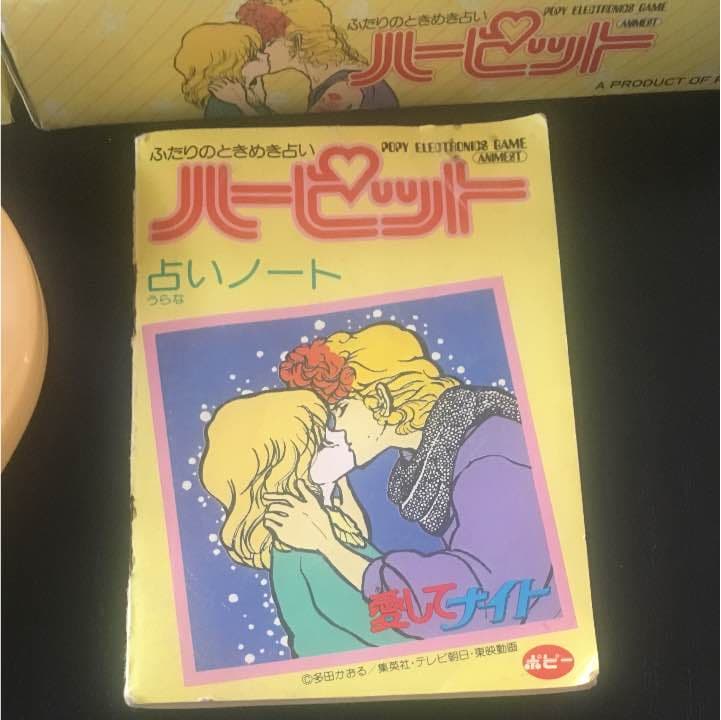 ふたりのときめき占い
POPY ELECTRONICS GAME
ANIMEST
ハーピット
A PRODUCT OF
ふたりのときめき占い
POPY ELECTRONICS GAME
ANIMEST
ハーピット
占いノート
うらな
愛してナイト
©多田かおる/集英社・テレビ朝日・東映動画
ポピー